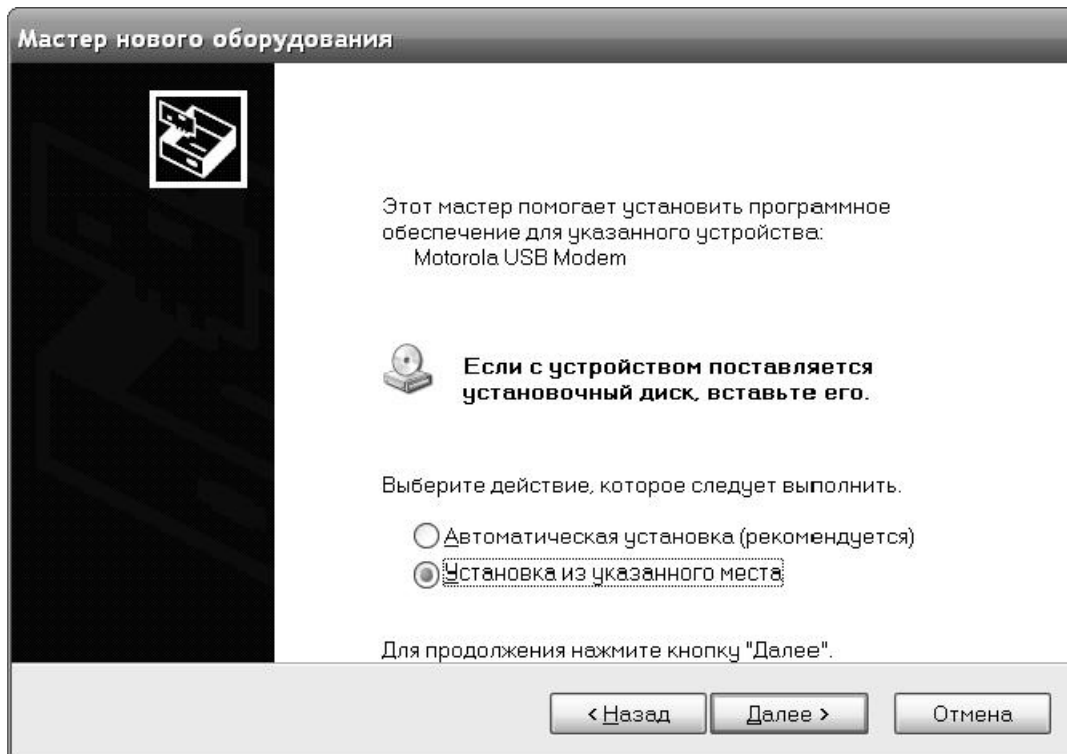 Мастер нового оборудования
Этот мастер помогает установить программное
обеспечение для указанного устройства:
Motorola USB Modem
Если с устройством поставляется
установочный диск, вставьте его.
Выберите действие, которое следует выполнить.
Автоматическая установка (рекомендуется)
Установка из указанного места
Для продолжения нажмите кнопку "Далее".
< Назад Далее > Отмена